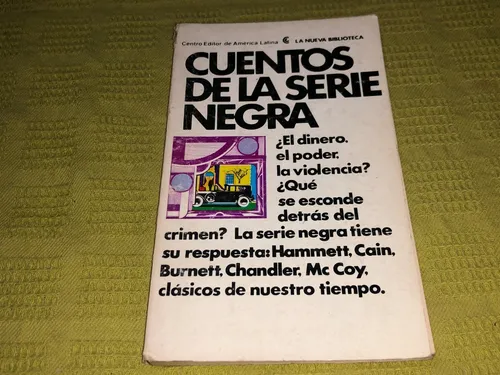 Centro Editor de América Latina LA NUEVA BIBLIOTECA
CUENTOS
DE LA SERIE
NEGRA
¿El dinero.
el poder.
la violencia?
¿Qué
se esconde
detrás del
crimen? La serie negra tiene
su respuesta: Hammett, Cain,
Burnett, Chandler, Mc Coy,
clásicos de nuestro tiempo.